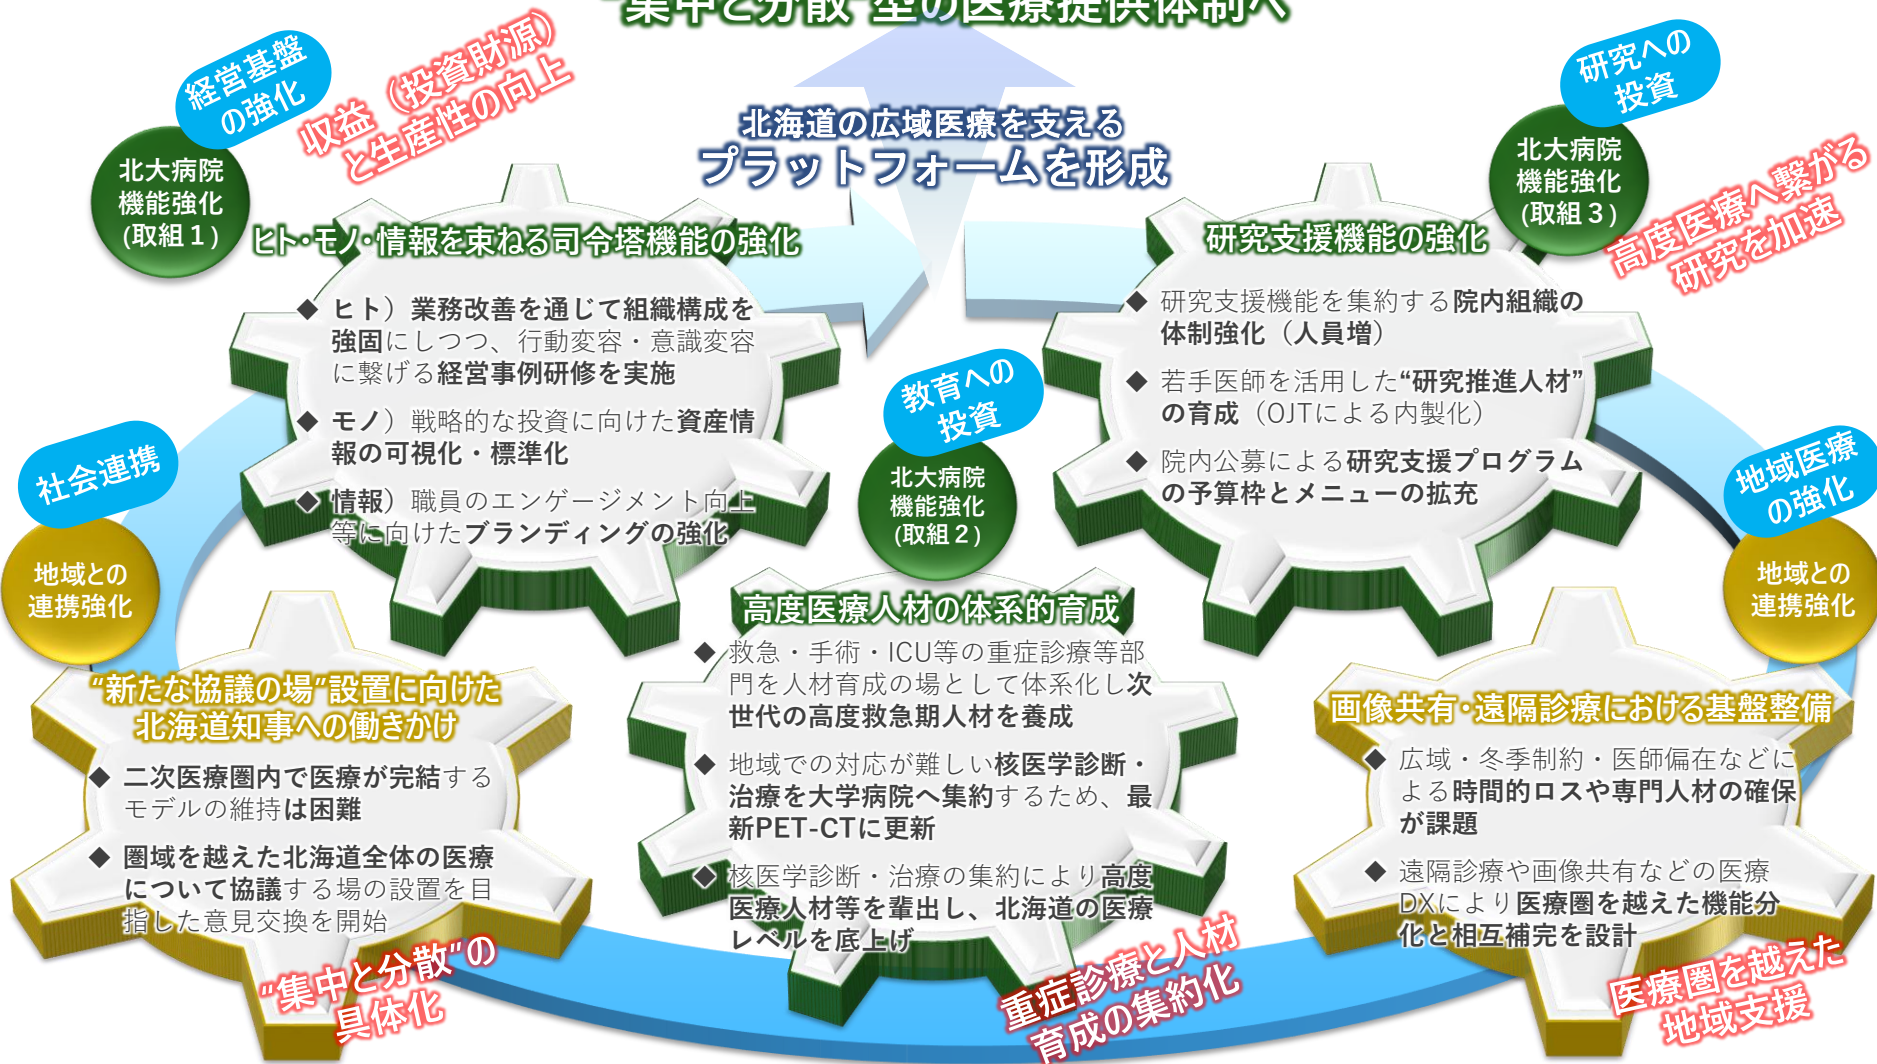 “集中と分散”型の医療提供体制へ
経営基盤
の強化
収益（投資財源）
と生産性の向上
北大病院
機能強化
(取組１)
北海道の広域医療を支える
プラットフォームを形成
研究への
投資
北大病院
機能強化
(取組３)
高度医療へ繋がる
研究を加速
ヒト・モノ・情報を束ねる司令塔機能の強化
◆ ヒト）業務改善を通じて組織構成を
強固にしつつ、行動変容・意識変容
に繋げる経営事例研修を実施
◆ モノ）戦略的な投資に向けた資産情
報の可視化・標準化
◆ 情報）職員のエンゲージメント向上
等に向けたブランディングの強化
研究支援機能の強化
◆ 研究支援機能を集約する院内組織の
体制強化（人員増）
◆ 若手医師を活用した“研究推進人材”
の育成（OJTによる内製化）
◆ 院内公募による研究支援プログラム
の予算枠とメニューの拡充
教育への
投資
北大病院
機能強化
(取組２)
高度医療人材の体系的育成
◆ 救急・手術・ICU等の重症診療等部
門を人材育成の場として体系化し次
世代の高度救急期人材を養成
◆ 地域での対応が難しい核医学診断・
治療を大学病院へ集約するため、最
新PET-CTに更新
◆ 核医学診断・治療の集約により高度
医療人材等を輩出し、北海道の医療
レベルを底上げ
重症診療と人材
育成の集約化
社会連携
地域との
連携強化
“新たな協議の場”設置に向けた
北海道知事への働きかけ
◆ 二次医療圏内で医療が完結する
モデルの維持は困難
◆ 圏域を越えた北海道全体の医療
について協議する場の設置を目
指した意見交換を開始
“集中と分散”の
具体化
地域医療
の強化
地域との
連携強化
画像共有・遠隔診療における基盤整備
◆ 広域・冬季制約・医師偏在などに
よる時間的ロスや専門人材の確保
が課題
◆ 遠隔診療や画像共有などの医療
DXにより医療圏を越えた機能分
化と相互補完を設計
医療圏を越えた
地域支援